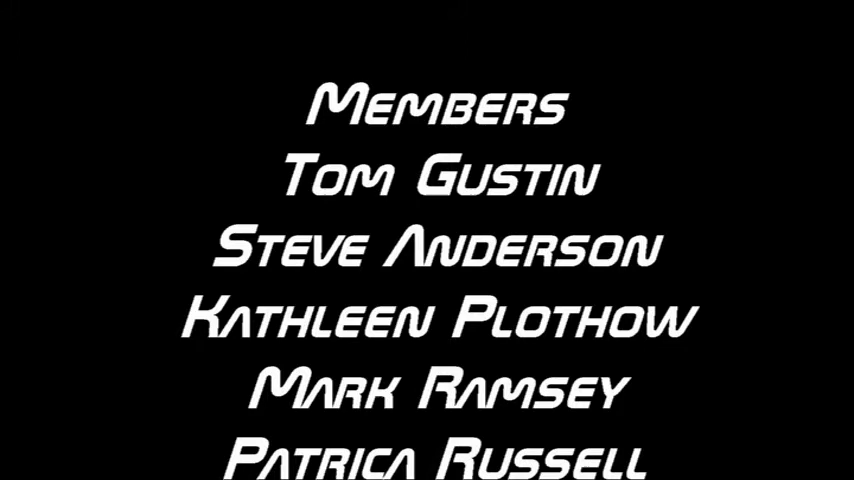 Members
Tom Gustin
Steve Anderson
Kathleen Plothow
Mark Ramsey
Patrica Russell